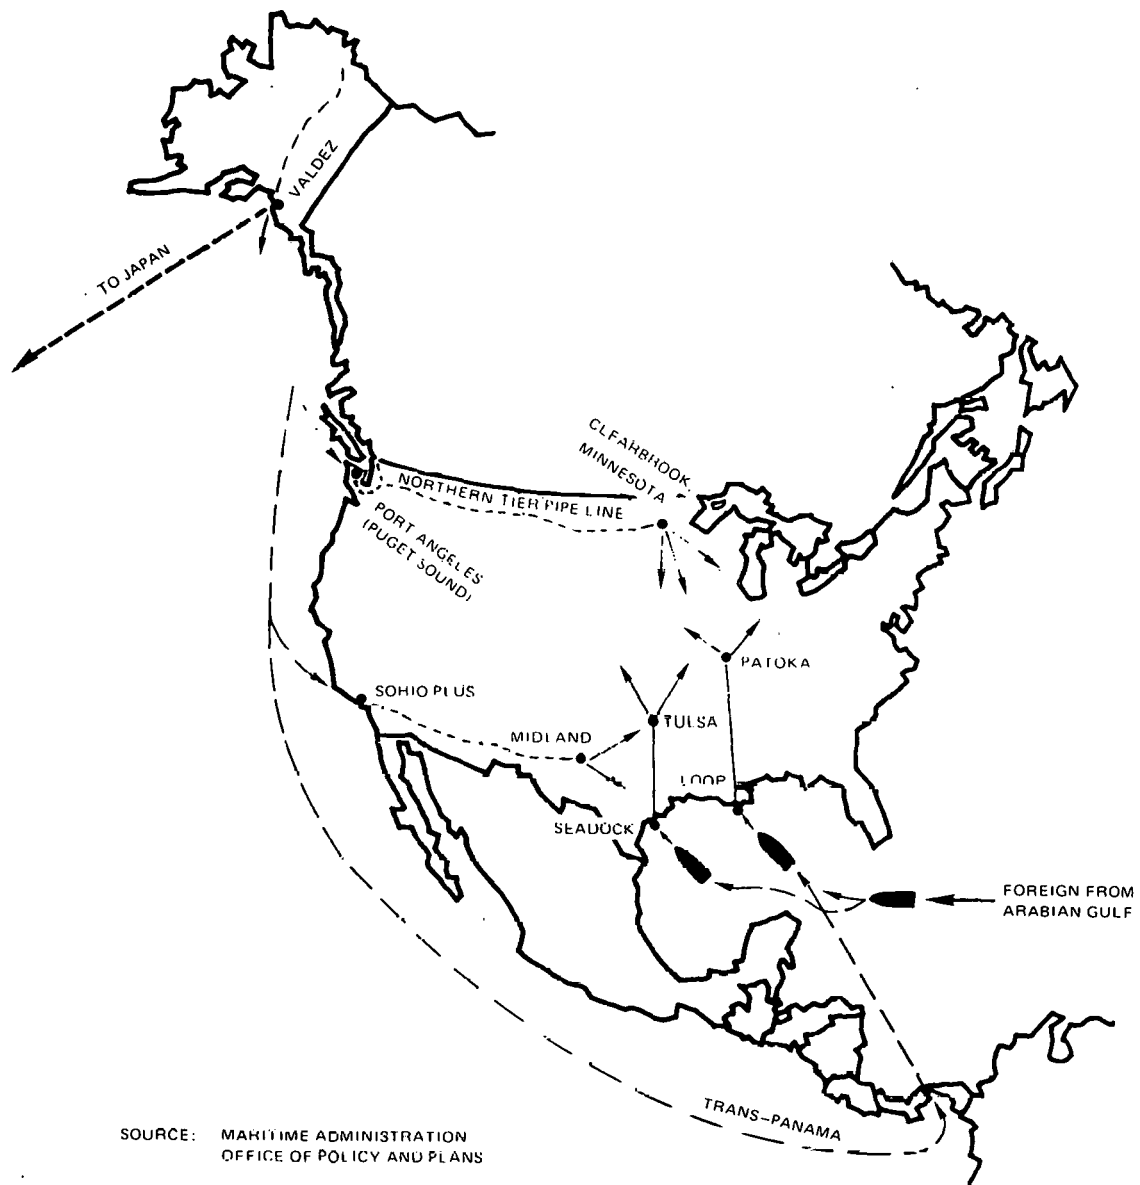 VALDEZ
TO JAPAN
CLEARBROOK,
MINNESOTA
NORTHERN TIER PIPE LINE
PORT ANGELES
(PUGET SOUND)
PATOKA
SOHIO PLUS
TULSA
MIDLAND
LOOP
SEADOCK
FOREIGN FROM
ARABIAN GULF
TRANS-PANAMA
SOURCE: MARITIME ADMINISTRATION
OFFICE OF POLICY AND PLANS